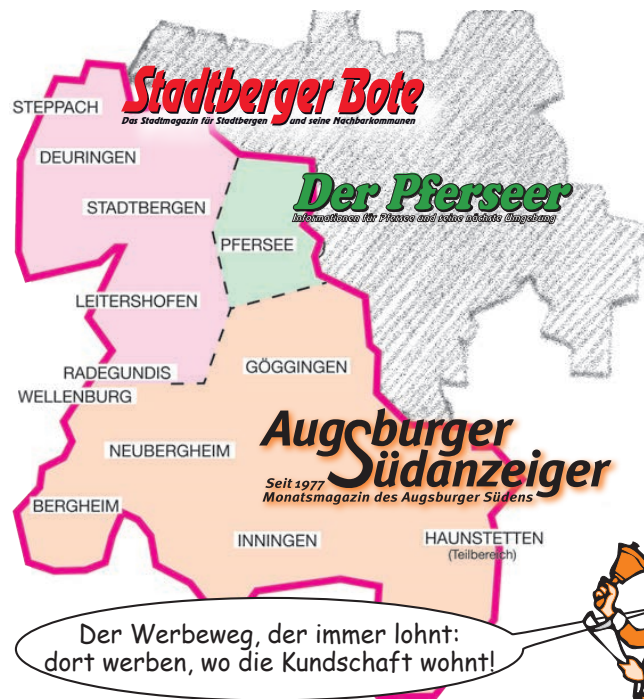 Stadtberger Bote
Das Stadtmagazin für Stadtbergen und seine Nachbarkommunen
STEPPACH
DEURINGEN
STADTBERGEN
Der Pferseer
Informationen für Pfersee und seine nächste Umgebung
PFERSEE
LEITERSHOFEN
GÖGGINGEN
RADEGUNDIS
WELLENBURG
Augsburger
Südanzeiger
Seit 1977
Monatsmagazin des Augsburger Südens
NEUBERGHEIM
BERGHEIM
INNINGEN
HAUNSTETTEN
(Teilbereich)
Der Werbeweg, der immer lohnt:
dort werben, wo die Kundschaft wohnt!